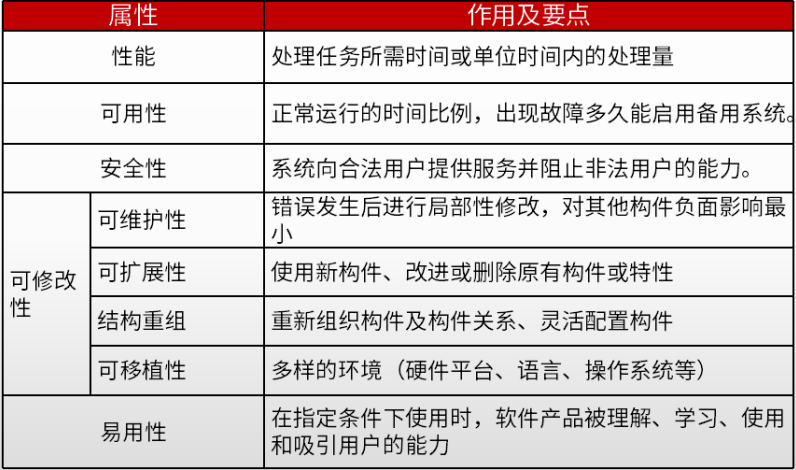 属性
作用及要点
性能
处理任务所需时间或单位时间内的处理量
可用性
正常运行的时间比例，出现故障多久能启用备用系统。
安全性
系统向合法用户提供服务并阻止非法用户的能力。
可修改
性
可维护性
错误发生后进行局部性修改，对其他构件负面影响最
小
可扩展性
使用新构件、改进或删除原有构件或特性
结构重组
重新组织构件及构件关系、灵活配置构件
可移植性
多样的环境（硬件平台、语言、操作系统等）
易用性
在指定条件下使用时，软件产品被理解、学习、使用
和吸引用户的能力